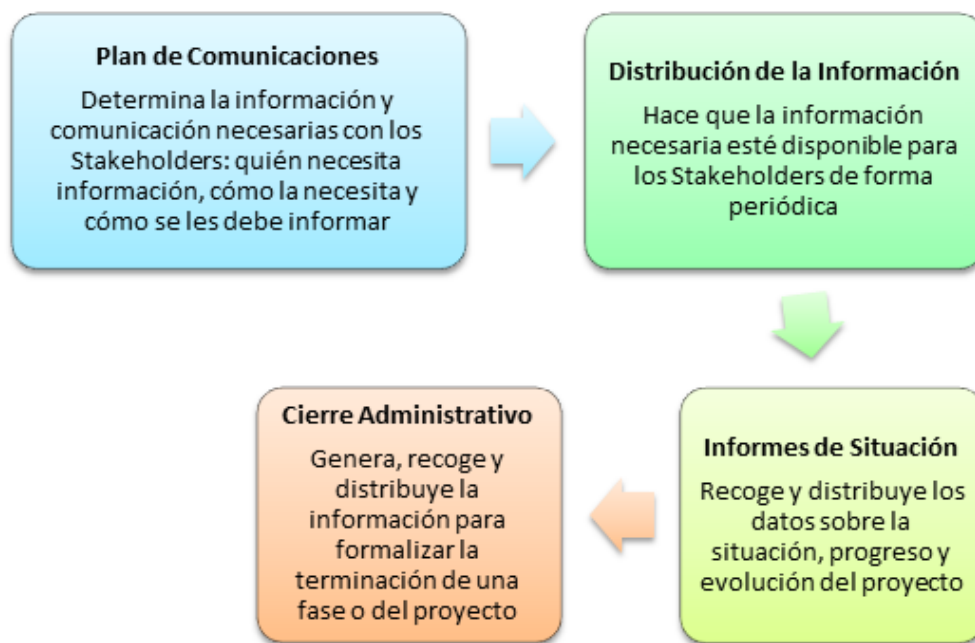 Plan de Comunicaciones
Determina la información y
comunicación necesarias con los
Stakeholders: quién necesita
información, cómo la necesita y
cómo se les debe informar
Distribución de la Información
Hace que la información
necesaria esté disponible para
los Stakeholders de forma
periódica
Informes de Situación
Recoge y distribuye los
datos sobre la
situación, progreso y
evolución del proyecto
Cierre Administrativo
Genera, recoge y
distribuye la
información para
formalizar la
terminación de una
fase o del proyecto